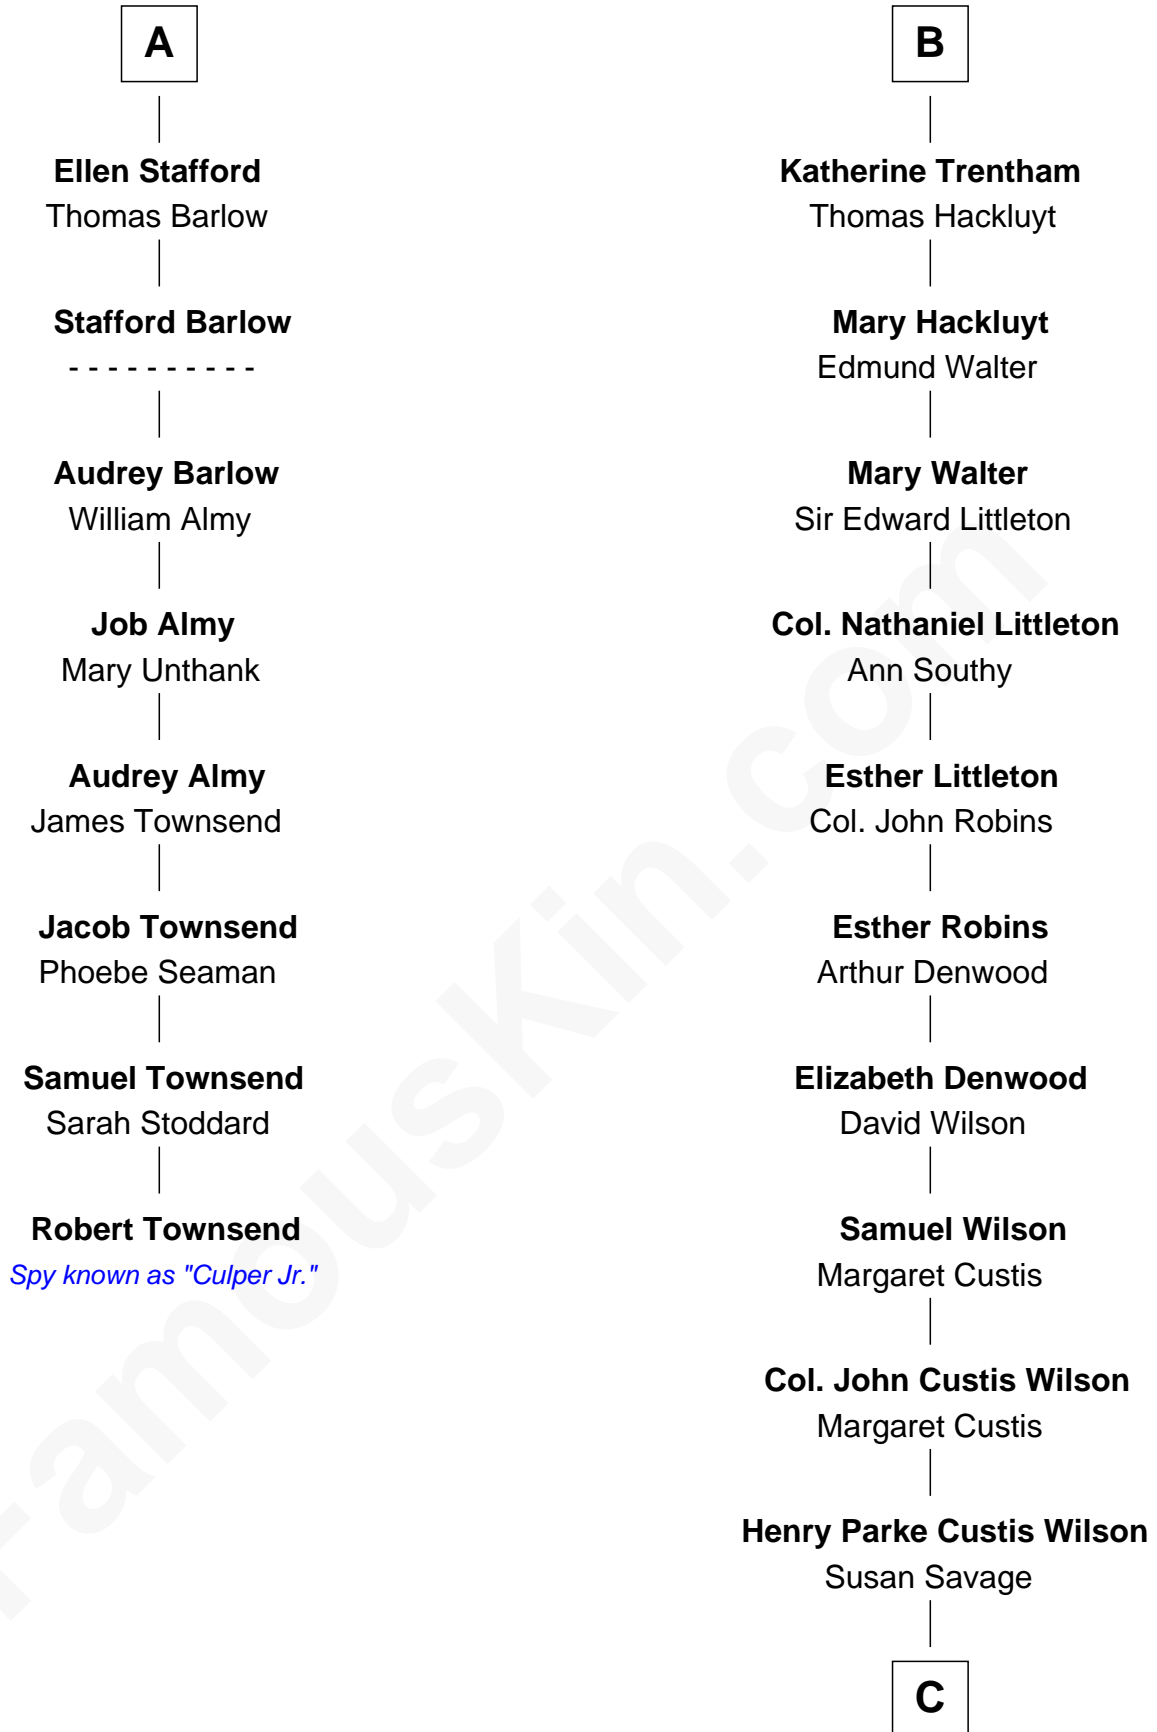 A
Ellen Stafford
Thomas Barlow
Stafford Barlow
- - - - - - - - - -
Audrey Barlow
William Almy
Job Almy
Mary Unthank
Audrey Almy
James Townsend
Jacob Townsend
Phoebe Seaman
Samuel Townsend
Sarah Stoddard
Robert Townsend
Spy known as "Culper Jr."
B
Katherine Trentham
Thomas Hackluyt
Mary Hackluyt
Edmund Walter
Mary Walter
Sir Edward Littleton
Col. Nathaniel Littleton
Ann Southy
Esther Littleton
Col. John Robins
Esther Robins
Arthur Denwood
Elizabeth Denwood
David Wilson
Samuel Wilson
Margaret Custis
Col. John Custis Wilson
Margaret Custis
Henry Parke Custis Wilson
Susan Savage
C
FamousKin.com